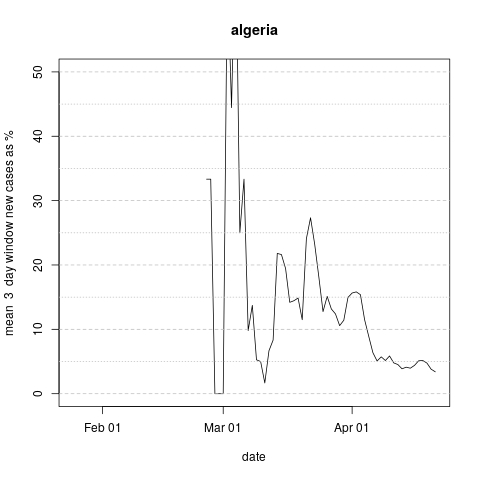 algeria
mean 3 day window new cases as %
50
40
30
20
10
0
Feb 01
Mar 01
Apr 01
date